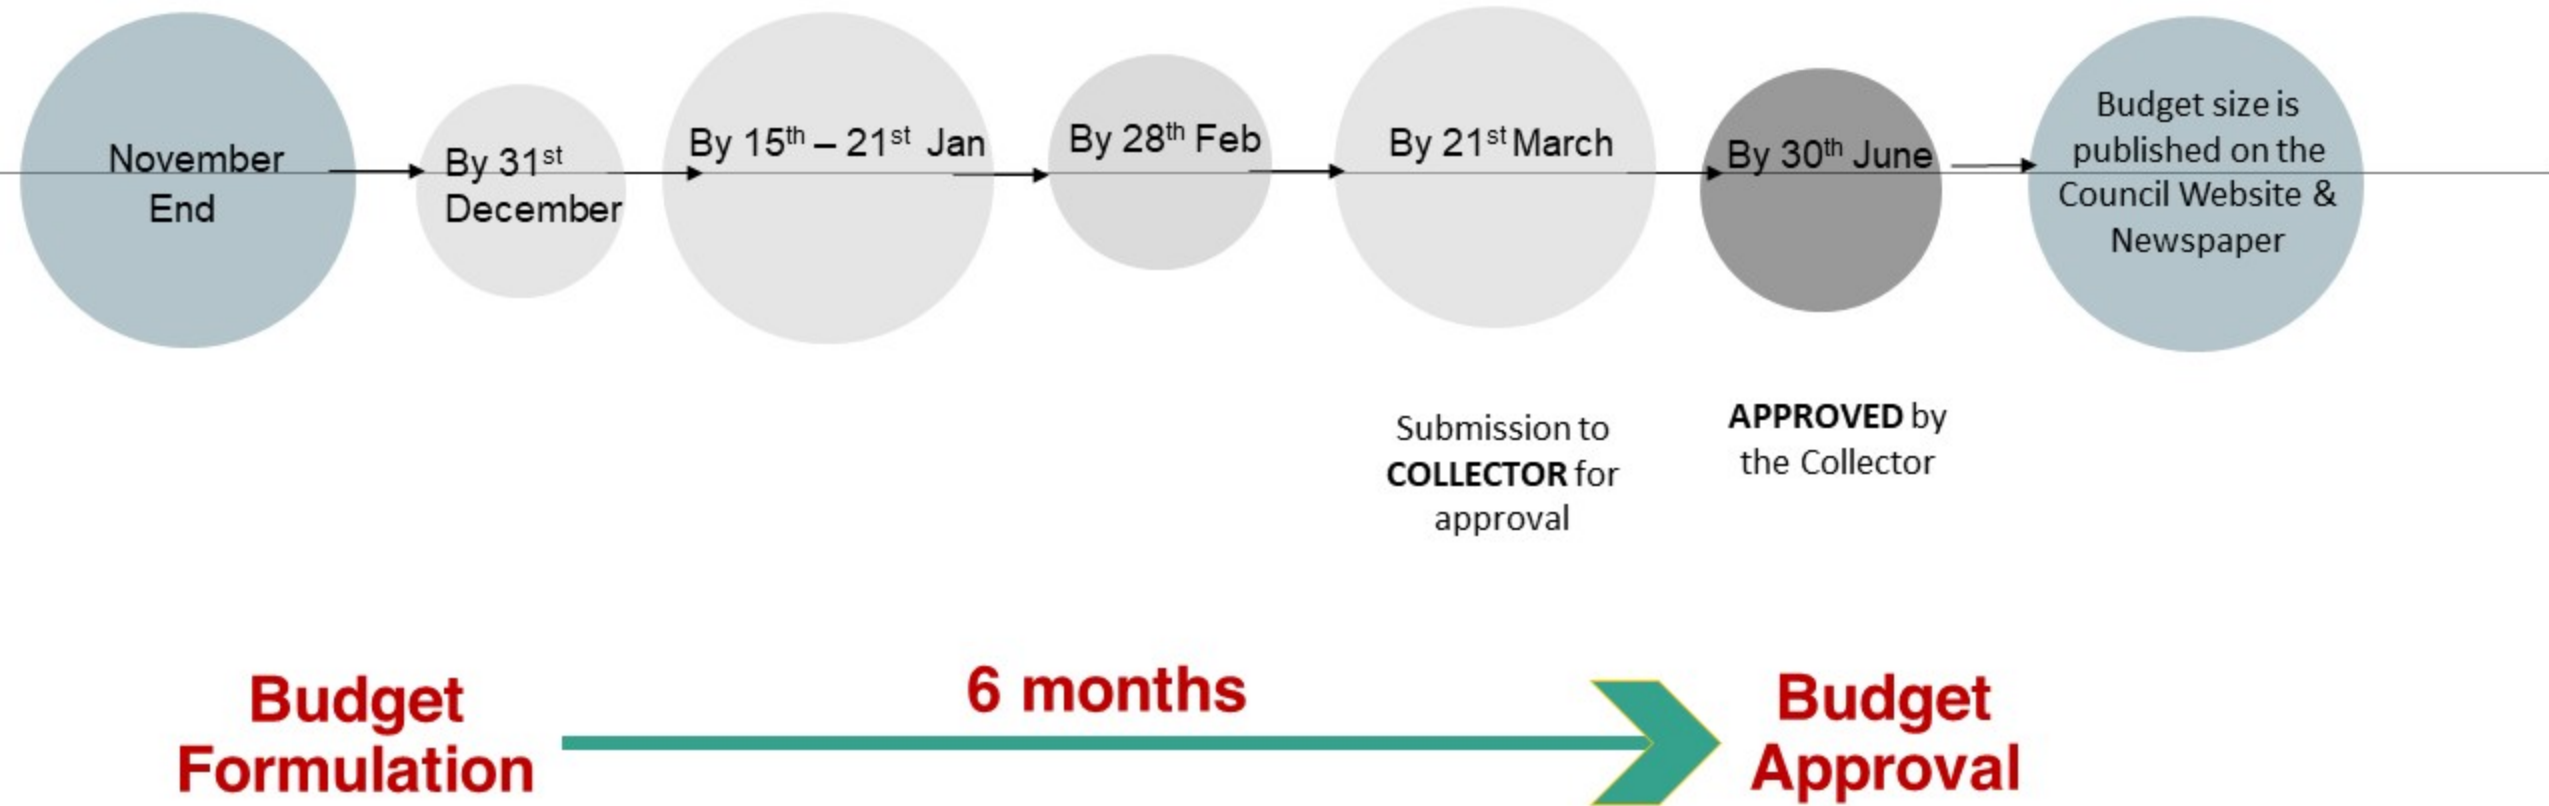 November
End
By 31st
December
By 15th – 21st Jan
By 28th Feb
By 21st March
By 30th June
Budget size is
published on the
Council Website &
Newspaper
Submission to
COLLECTOR for
approval
APPROVED by
the Collector
Budget
Formulation
6 months
Budget
Approval